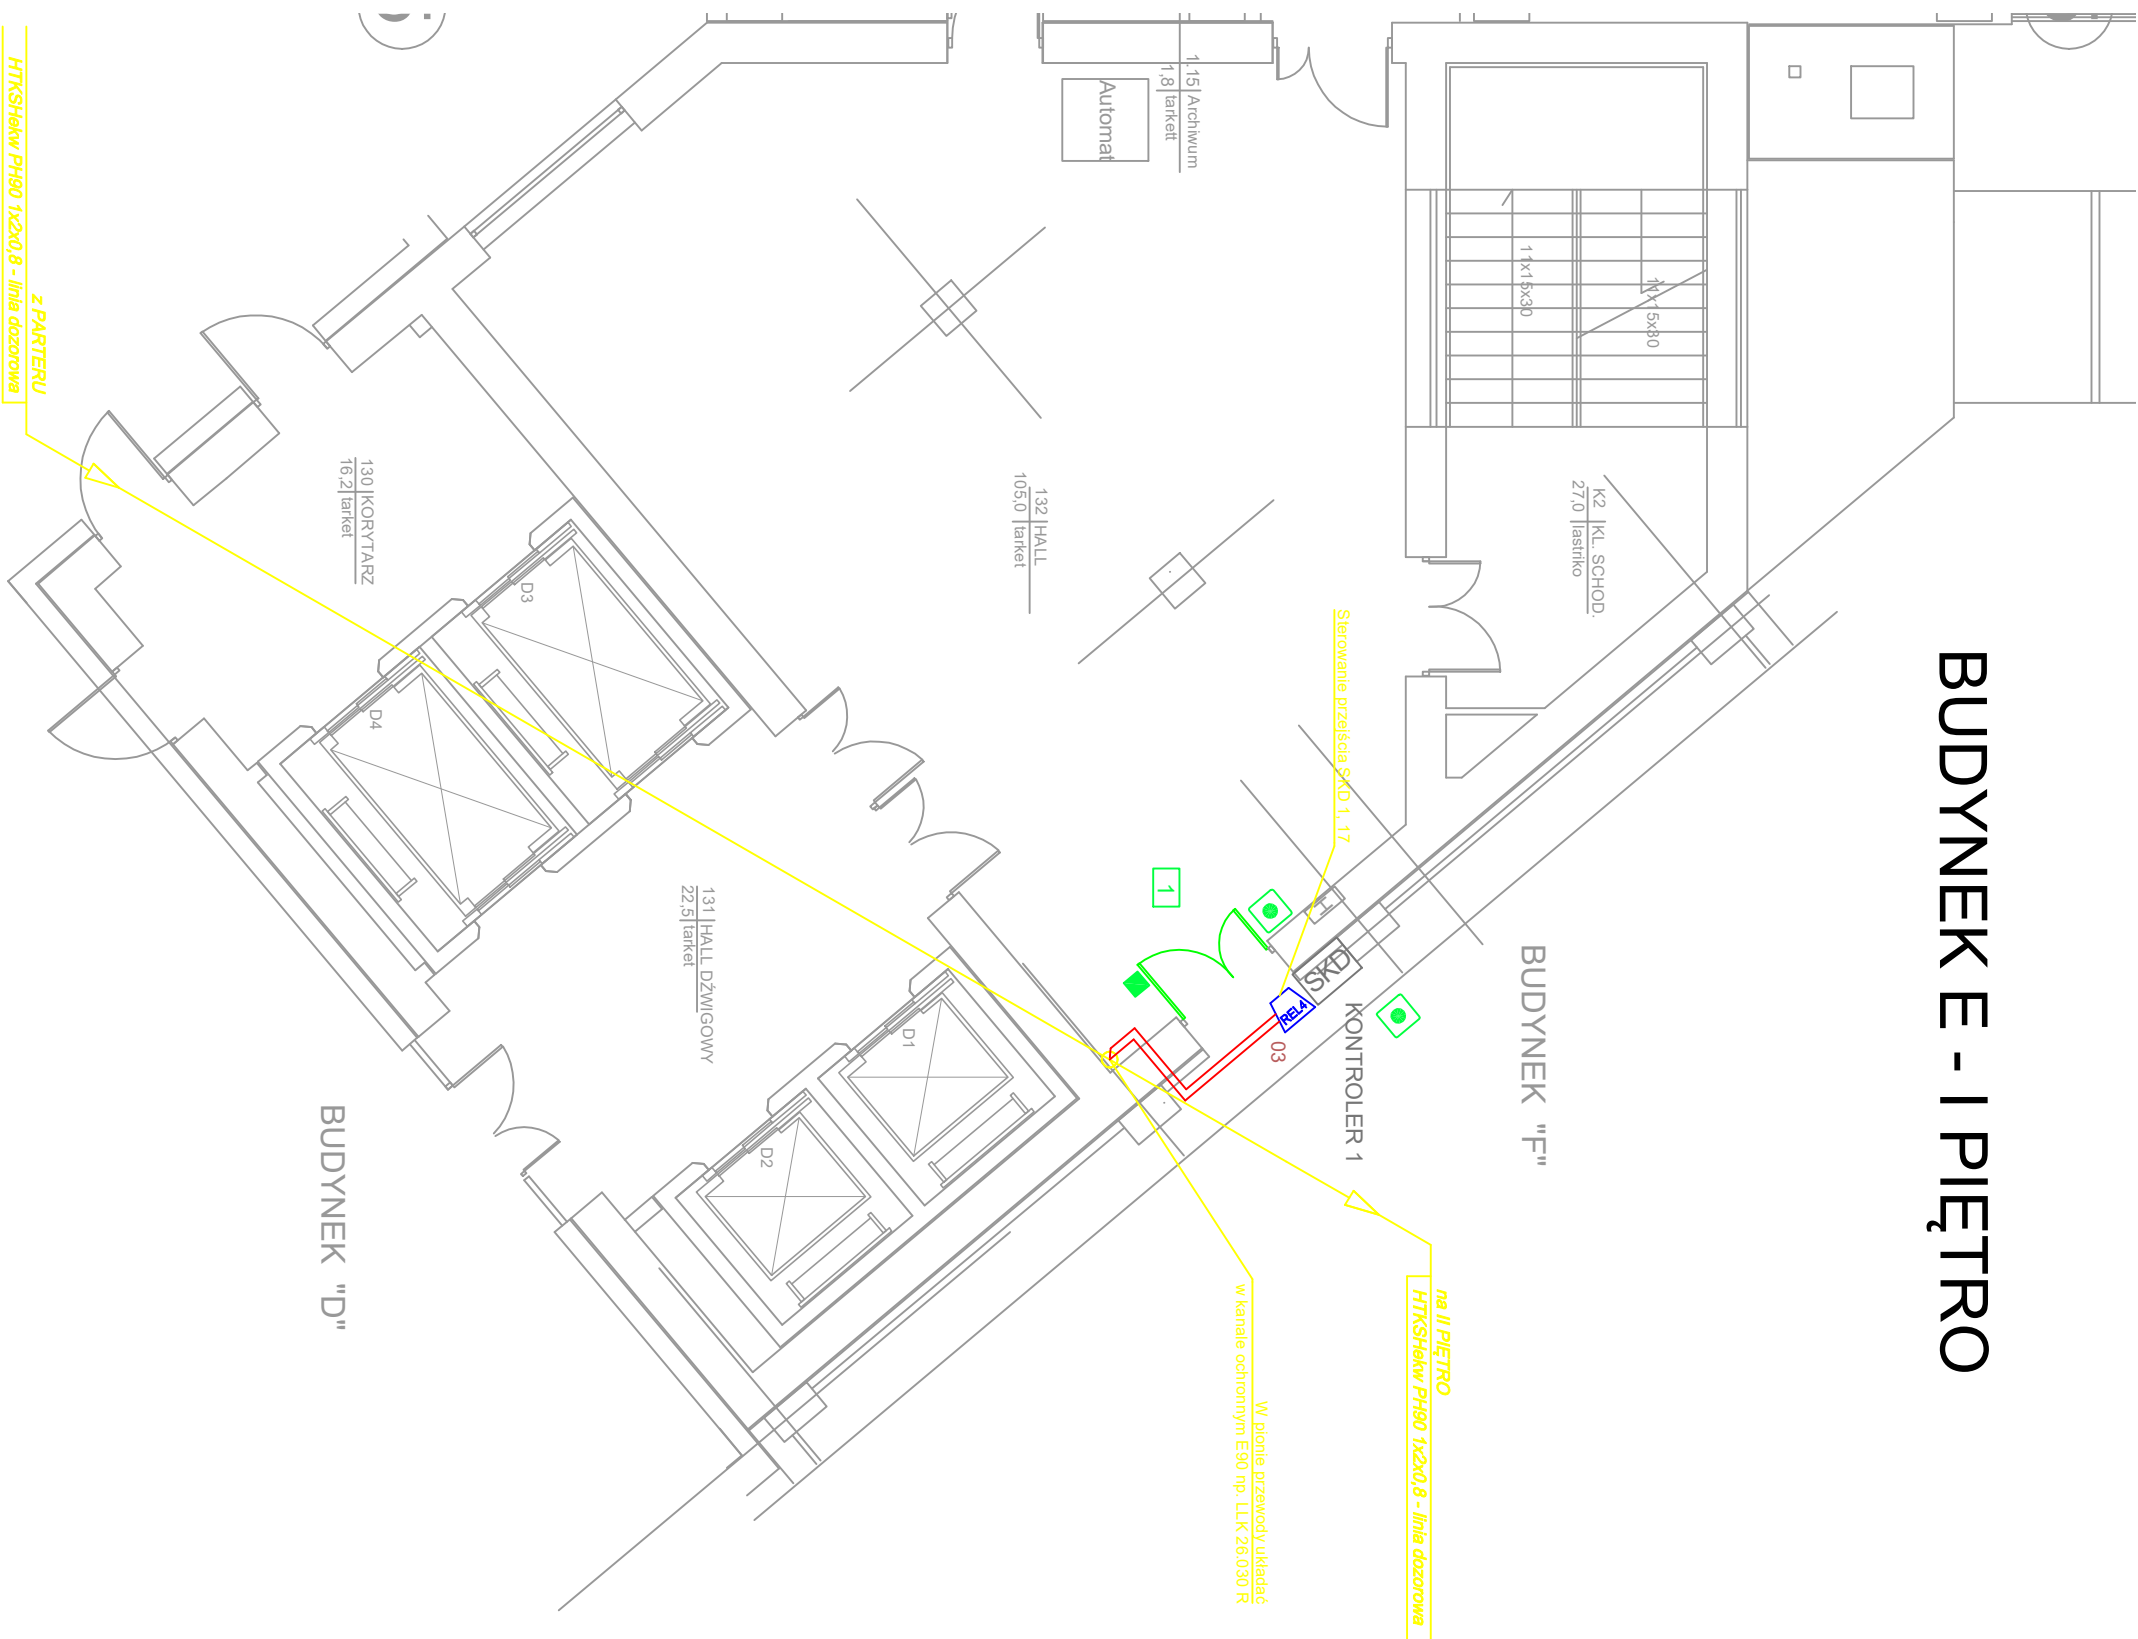 BUDYNEK E - I PIĘTRO
1.15 Archiwum
1,8 tarkett
Automat
11x15x30
11x15x30
K2 KL. SCHOD.
27,0 lastriko
132 HALL
105,0 tarket
130 KORYTARZ
16,2 tarket
131 HALL DŹWIGOWY
22,5 tarket
D3
D4
D1
D2
z PARTERU
HTKSHekw PH90 1x2x0,8 - linia dozorowa
Sterowanie przejścia SKD 1, 17
1
H
SKD
REL4
03
KONTROLER 1
BUDYNEK "F"
BUDYNEK "D"
na II PIĘTRO
HTKSHekw PH90 1x2x0,8 - linia dozorowa
W pionie przewody układać
w kanale ochronnym E90 np. LLK 26.030 R